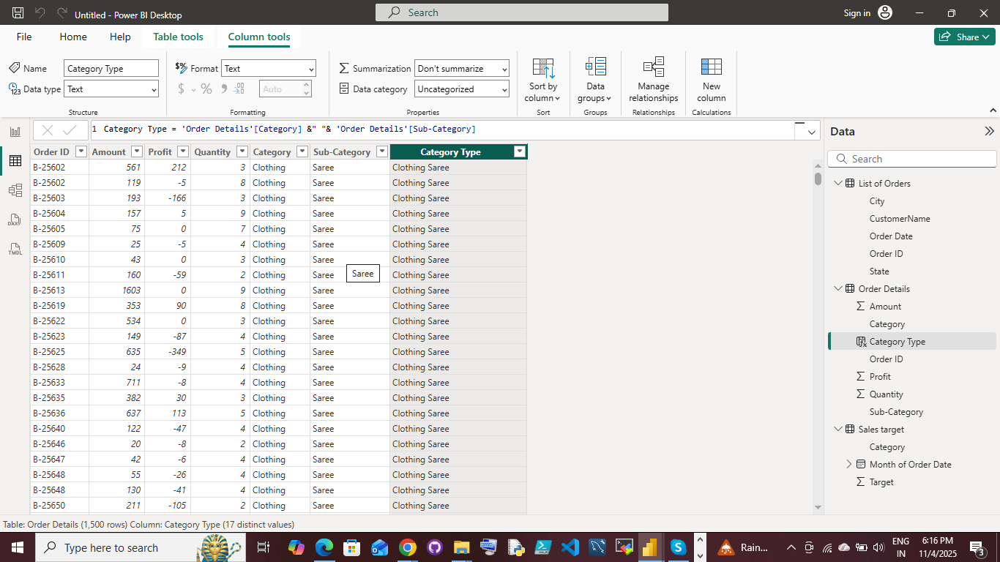 Untitled - Power BI Desktop
Search
Sign in
File Home Help Table tools Column tools
Share
Name Category Type
Data type Text
Structure
Format Text
$ % 9 .00
Auto
Formatting
Summarization Don't summarize
Data category Uncategorized
Properties
Sort by column
Sort
Data groups
Groups
Manage relationships
Relationships
New column
Calculations
1 Category Type = 'Order Details'[Category] &" "& 'Order Details'[Sub-Category]
Order ID Amount Profit Quantity Category Sub-Category Category Type
B-25602 561 212 3 Clothing Saree Clothing Saree
B-25602 119 -5 8 Clothing Saree Clothing Saree
B-25603 193 -166 3 Clothing Saree Clothing Saree
B-25604 157 5 9 Clothing Saree Clothing Saree
B-25605 75 0 7 Clothing Saree Clothing Saree
B-25609 25 -5 4 Clothing Saree Clothing Saree
B-25610 43 0 3 Clothing Saree Clothing Saree
B-25611 160 -59 2 Clothing Saree Clothing Saree
Saree
B-25613 1603 0 9 Clothing Saree Clothing Saree
B-25619 353 90 8 Clothing Saree Clothing Saree
B-25622 534 0 3 Clothing Saree Clothing Saree
B-25623 149 -87 4 Clothing Saree Clothing Saree
B-25625 635 -349 5 Clothing Saree Clothing Saree
B-25628 24 -9 4 Clothing Saree Clothing Saree
B-25633 711 -8 4 Clothing Saree Clothing Saree
B-25635 382 30 3 Clothing Saree Clothing Saree
B-25636 637 113 5 Clothing Saree Clothing Saree
B-25640 122 -47 4 Clothing Saree Clothing Saree
B-25646 20 -8 2 Clothing Saree Clothing Saree
B-25647 42 -6 4 Clothing Saree Clothing Saree
B-25648 55 -26 4 Clothing Saree Clothing Saree
B-25648 130 -41 4 Clothing Saree Clothing Saree
B-25650 211 -105 2 Clothing Saree Clothing Saree
DAX
TMDL
Data
Search
List of Orders
City
CustomerName
Order Date
Order ID
State
Order Details
Amount
Category
Category Type
Order ID
Profit
Quantity
Sub-Category
Sales target
Category
Month of Order Date
Target
Table: Order Details (1,500 rows) Column: Category Type (17 distinct values)
Type here to search
Rain...
ENG
IN
6:16 PM
11/4/2025
3